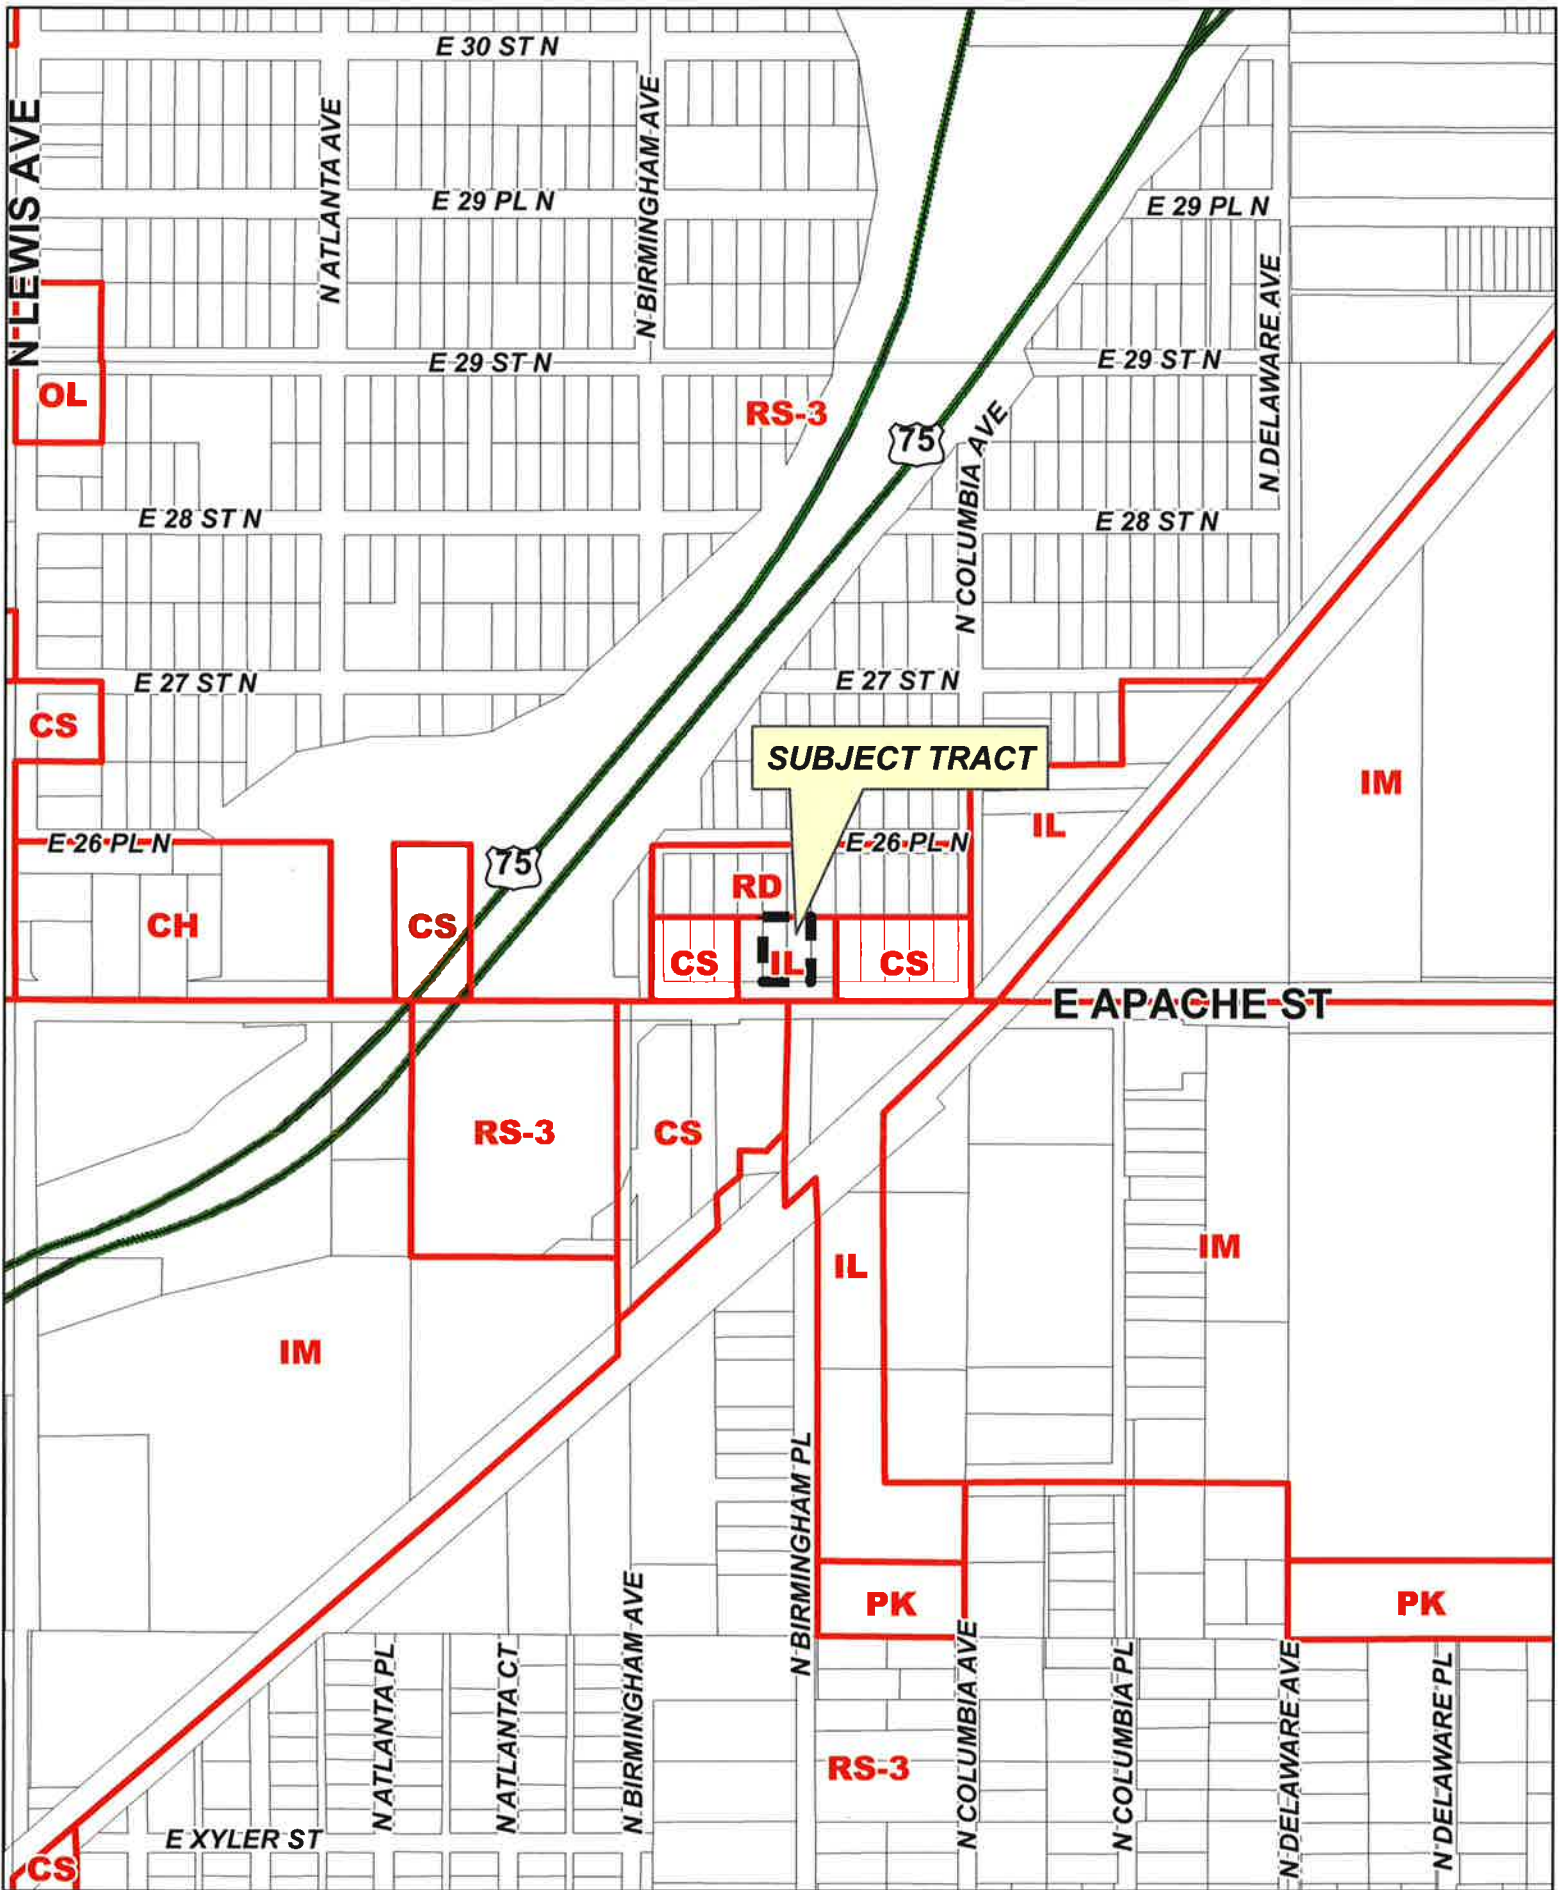 E 30 ST N
N LEWIS AVE
N ATLANTA AVE
N BIRMINGHAM AVE
E 29 PL N
E 29 PL N
N DELAWARE AVE
E 29 ST N
E 29 ST N
OL
RS-3
75
N COLUMBIA AVE
E 28 ST N
E 28 ST N
E 27 ST N
E 27 ST N
CS
SUBJECT TRACT
IM
IL
E 26 PL N
E 26 PL N
75
RD
CH
CS
CS
IL
CS
E APACHE ST
RS-3
CS
IM
IL
IM
N BIRMINGHAM PL
PK
PK
N BIRMINGHAM AVE
N ATLANTA PL
N ATLANTA CT
N COLUMBIA AVE
N COLUMBIA PL
N DELAWARE AVE
N DELAWARE PL
RS-3
E XYLER ST
CS